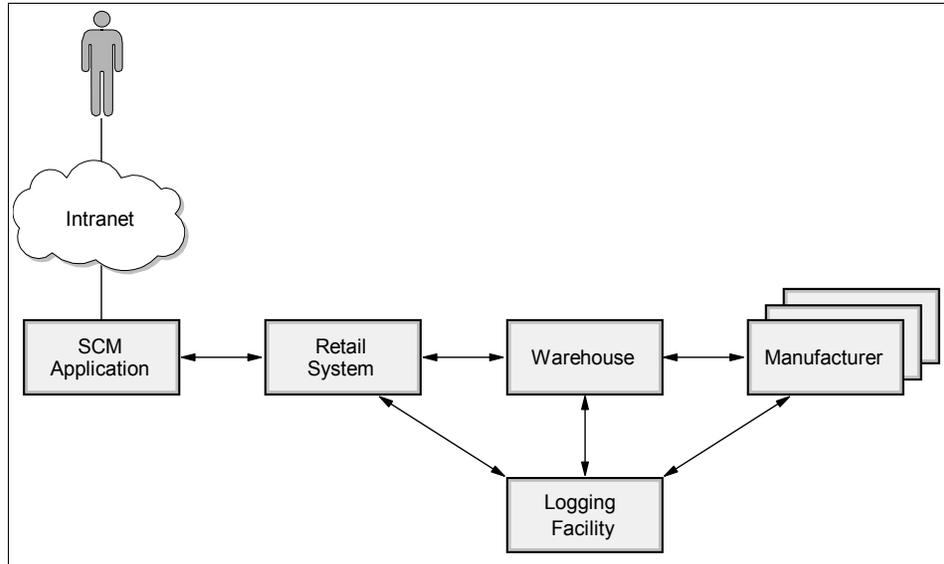 Intranet
SCM
Application
Retail
System
Warehouse
Manufacturer
Logging
Facility